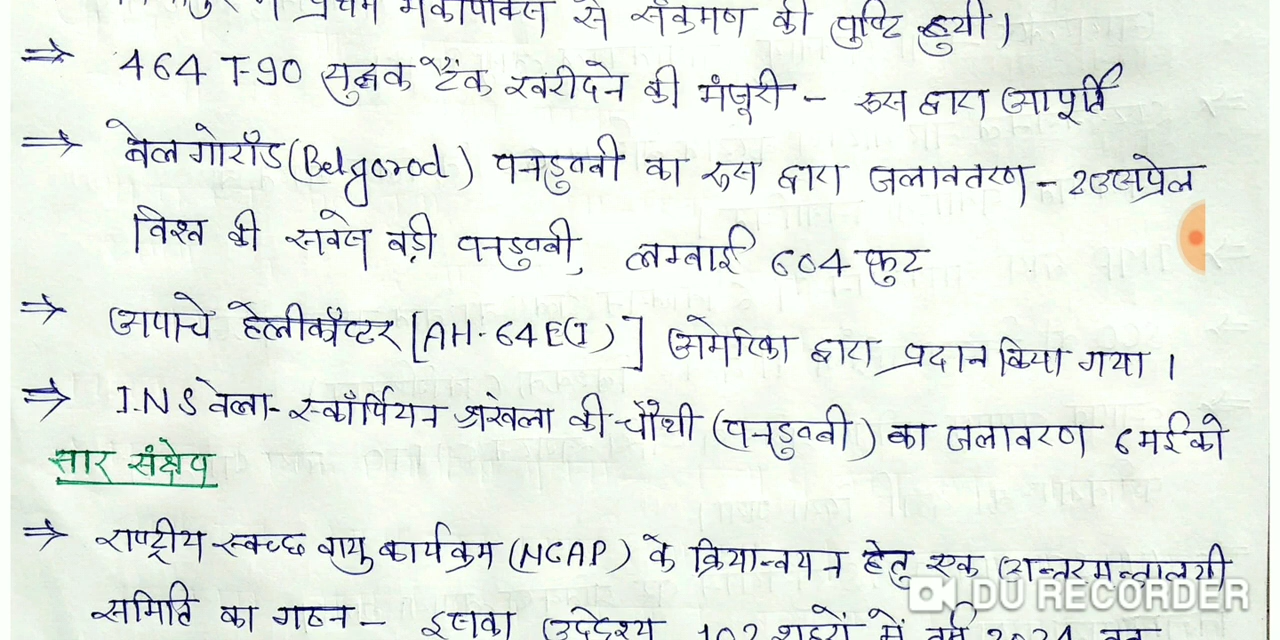 प्रथम मंकीपॉक्स से संक्रमण की पुष्टि हुयी।
⇒ 464 T-90 युद्धक टैंक खरीदने की मंजूरी - रूस द्वारा आपूर्ति
⇒ बेलगोरॉड (Belgorod) पनडुब्बी का रूस द्वारा जलावतरण - 23 अप्रेल
विश्व की सबसे बड़ी पनडुब्बी, लम्बाई 604 फुट
⇒ अपाचे हेलीकॉप्टर [AH-64E(I)] अमेरिका द्वारा प्रदान किया गया।
⇒ I.N.S वेला - स्कॉर्पियन श्रंखला की चौथी (पनडुब्बी) का जलावरण 6 मई को
सार संक्षेप
⇒ राष्ट्रीय स्वच्छ वायु कार्यक्रम (NCAP) के क्रियान्वयन हेतु एक अन्तरमन्त्रालयी
समिति का गठन - इसका उद्देश्य 102 शहरों में वर्ष 2024 तक
DU RECORDER